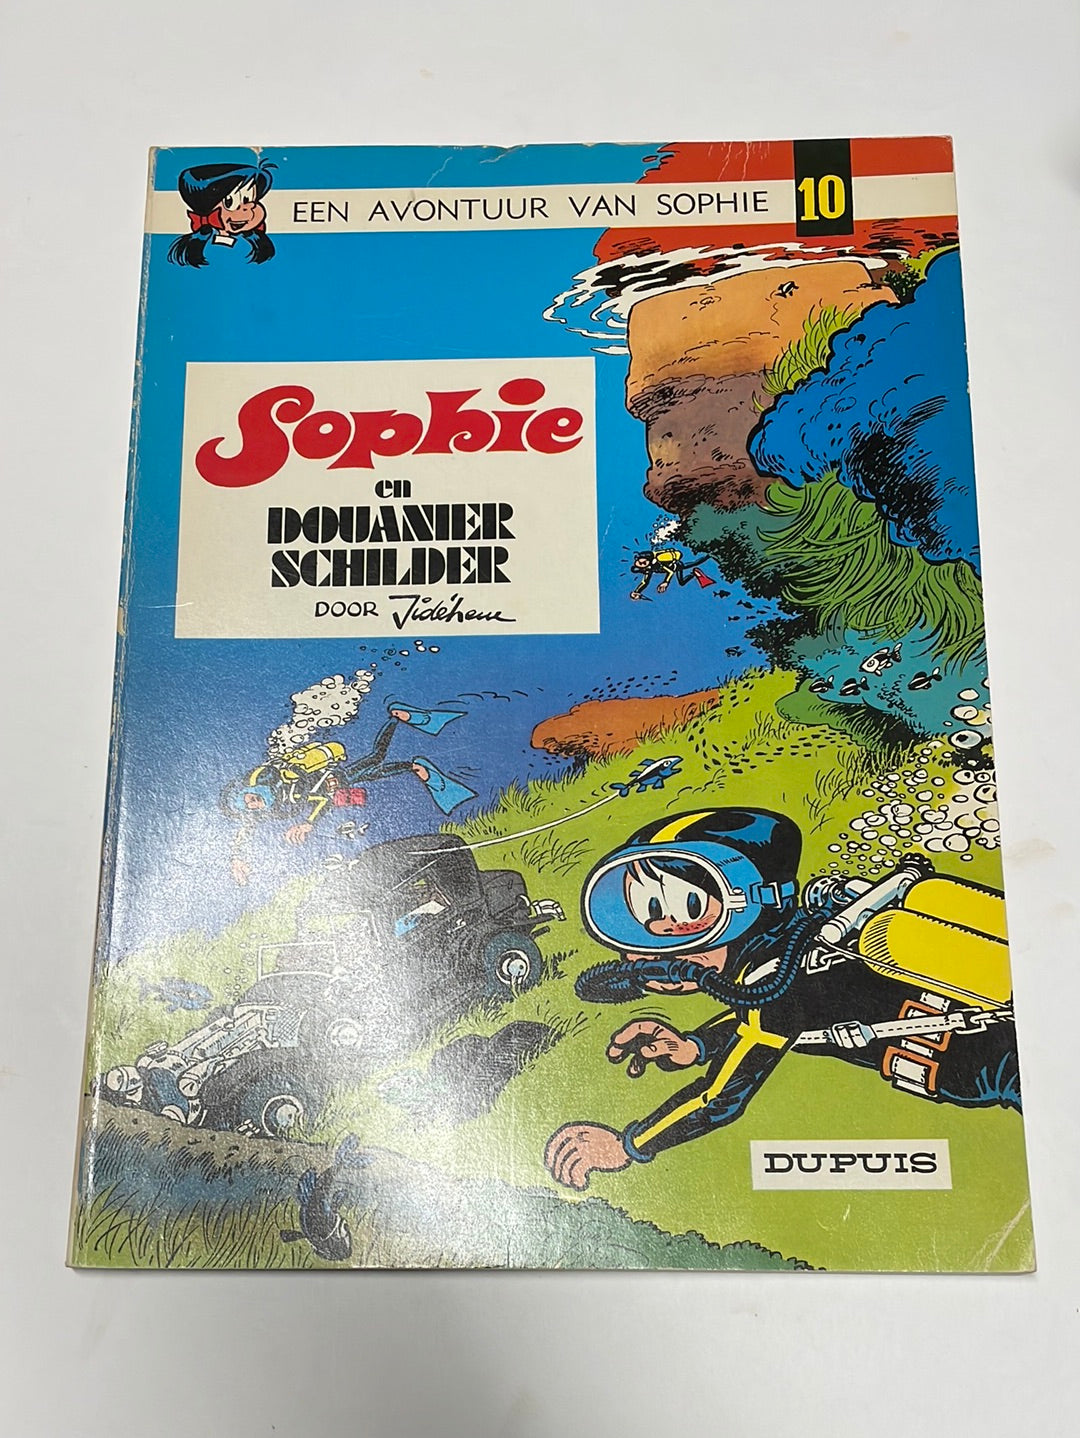 EEN AVONTUUR VAN SOPHIE 10
Sophie
en
DOUANIER
SCHILDER
DOOR Jidéhem
DUPUIS